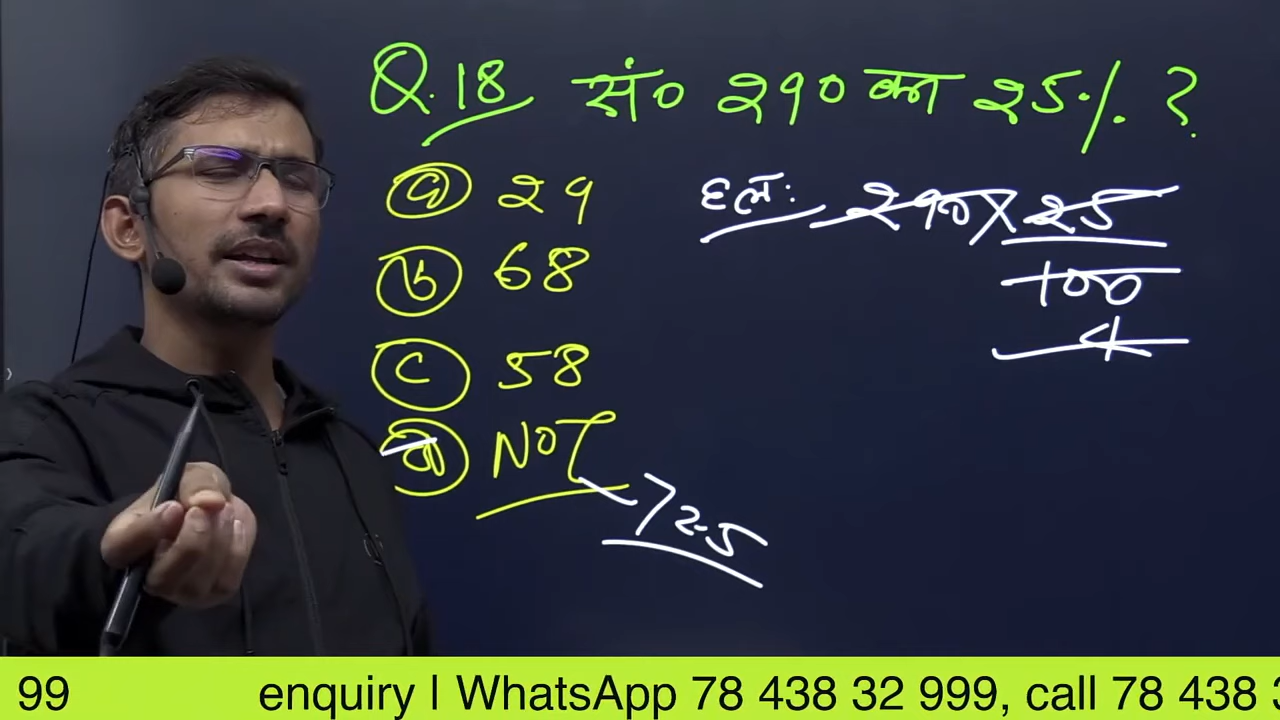 Q.18 सं० 290 का 25% ?
a 29
b 68
c 58
d NOT 72.5
हल: 290 X 25
100
4
99 enquiry l WhatsApp 78 438 32 999, call 78 438